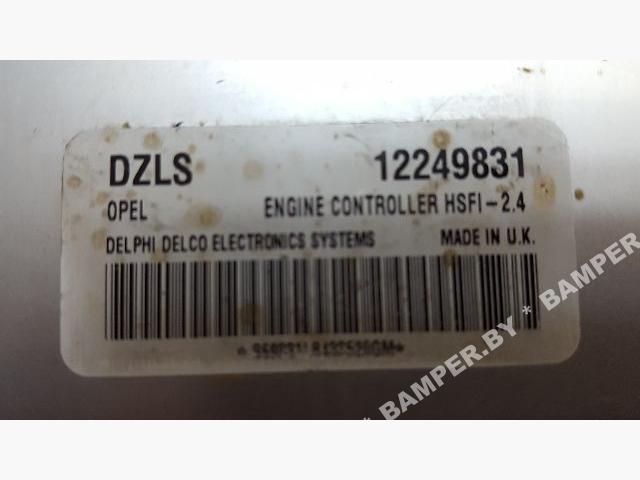 DZLS 12249831
OPEL ENGINE CONTROLLER HSFI-2.4
DELPHI DELCO ELECTRONICS SYSTEMS MADE IN U.K.
* BAMPER.BY * BAMPER.